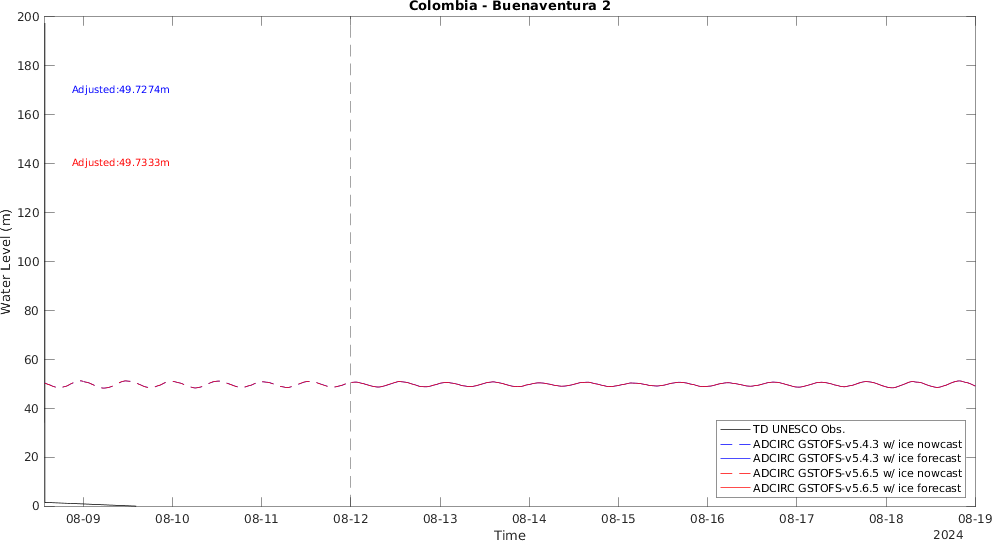 Colombia - Buenaventura 2
200
180
160
140
120
100
80
60
40
20
0
Water Level (m)
Adjusted:49.7274m
Adjusted:49.7333m
TD UNESCO Obs.
ADCIRC GSTOFS-v5.4.3 w/ ice nowcast
ADCIRC GSTOFS-v5.4.3 w/ ice forecast
ADCIRC GSTOFS-v5.6.5 w/ ice nowcast
ADCIRC GSTOFS-v5.6.5 w/ ice forecast
08-09 08-10 08-11 08-12 08-13 08-14 08-15 08-16 08-17 08-18 08-19
Time
2024